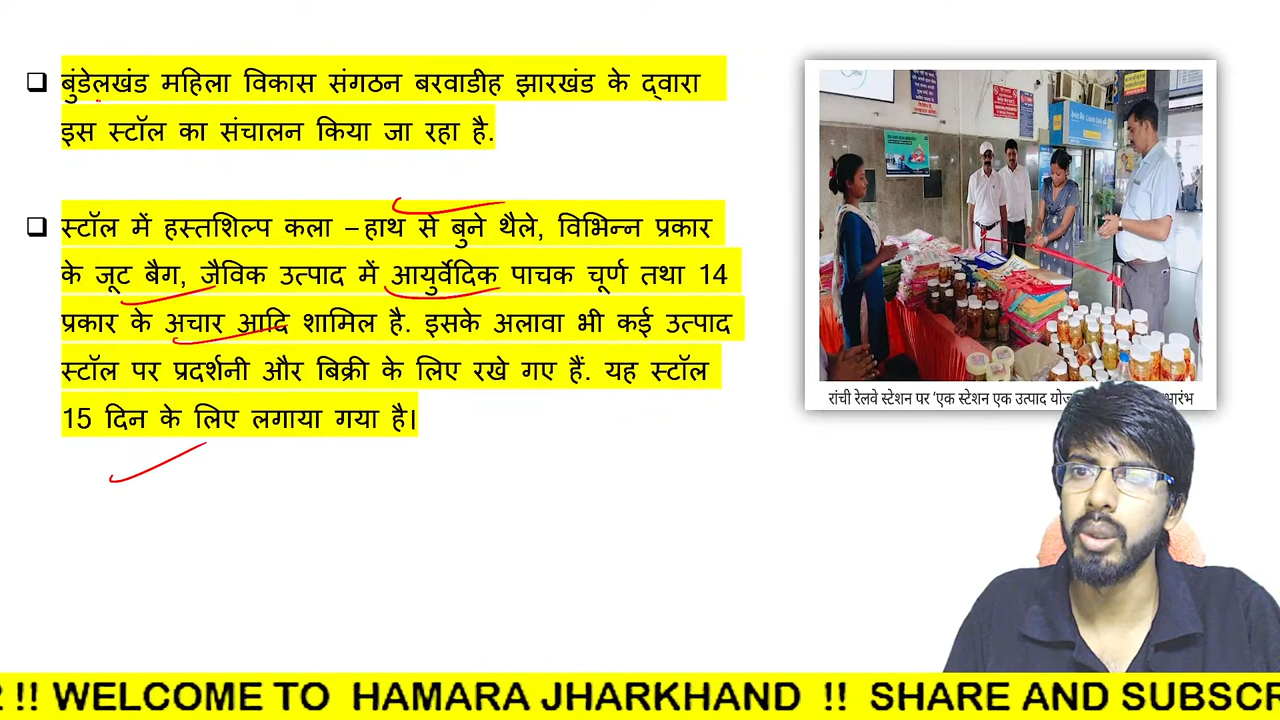 बुंडेलखंड महिला विकास संगठन बरवाडीह झारखंड के द्वारा
इस स्टॉल का संचालन किया जा रहा है.
स्टॉल में हस्तशिल्प कला – हाथ से बुने थैले, विभिन्न प्रकार
के जूट बैग, जैविक उत्पाद में आयुर्वेदिक पाचक चूर्ण तथा 14
प्रकार के अचार आदि शामिल है. इसके अलावा भी कई उत्पाद
स्टॉल पर प्रदर्शनी और बिक्री के लिए रखे गए हैं. यह स्टॉल
15 दिन के लिए लगाया गया है।
रांची रेलवे स्टेशन पर 'एक स्टेशन एक उत्पाद
!! WELCOME TO HAMARA JHARKHAND !! SHARE AND